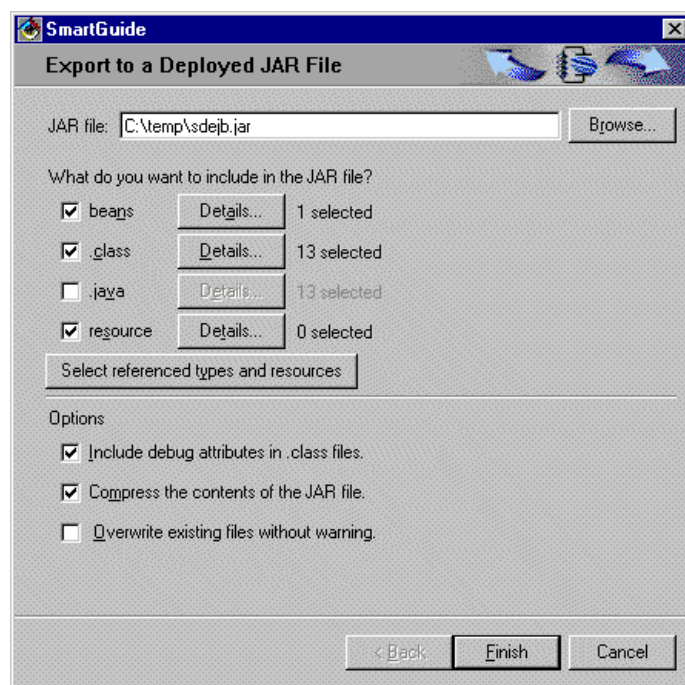 SmartGuide
Export to a Deployed JAR File
JAR file: C:\temp\sdejb.jar Browse...
What do you want to include in the JAR file?
beans Details... 1 selected
.class Details... 13 selected
.java Details... 13 selected
resource Details... 0 selected
Select referenced types and resources
Options
Include debug attributes in .class files.
Compress the contents of the JAR file.
Overwrite existing files without warning.
< Back Finish Cancel